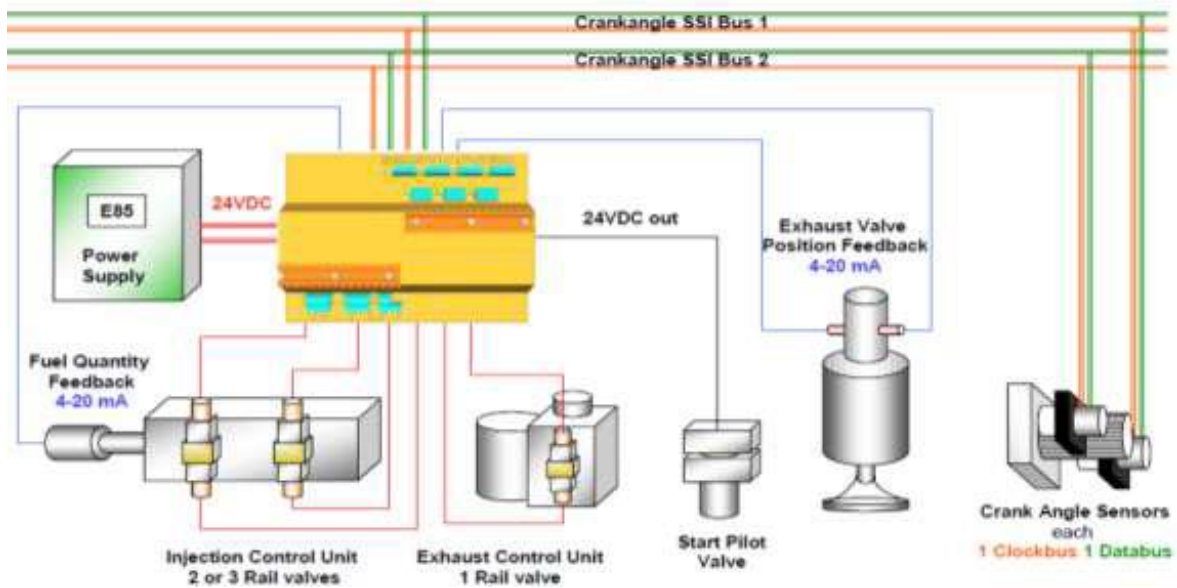 Crankangle SSI Bus 1
Crankangle SSI Bus 2
E85
Power
Supply
24VDC
24VDC out
Exhaust Valve
Position Feedback
4-20 mA
Fuel Quantity
Feedback
4-20 mA
Injection Control Unit
2 or 3 Rail valves
Exhaust Control Unit
1 Rail valve
Start Pilot
Valve
Crank Angle Sensors
each
1 Clockbus 1 Databus